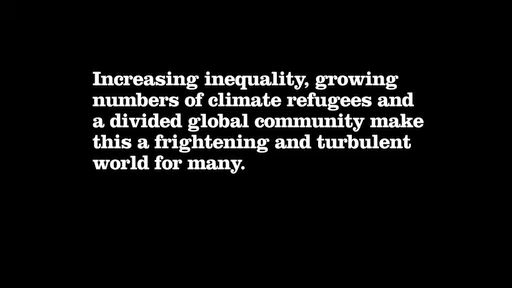 Increasing inequality, growing
numbers of climate refugees and
a divided global community make
this a frightening and turbulent
world for many.